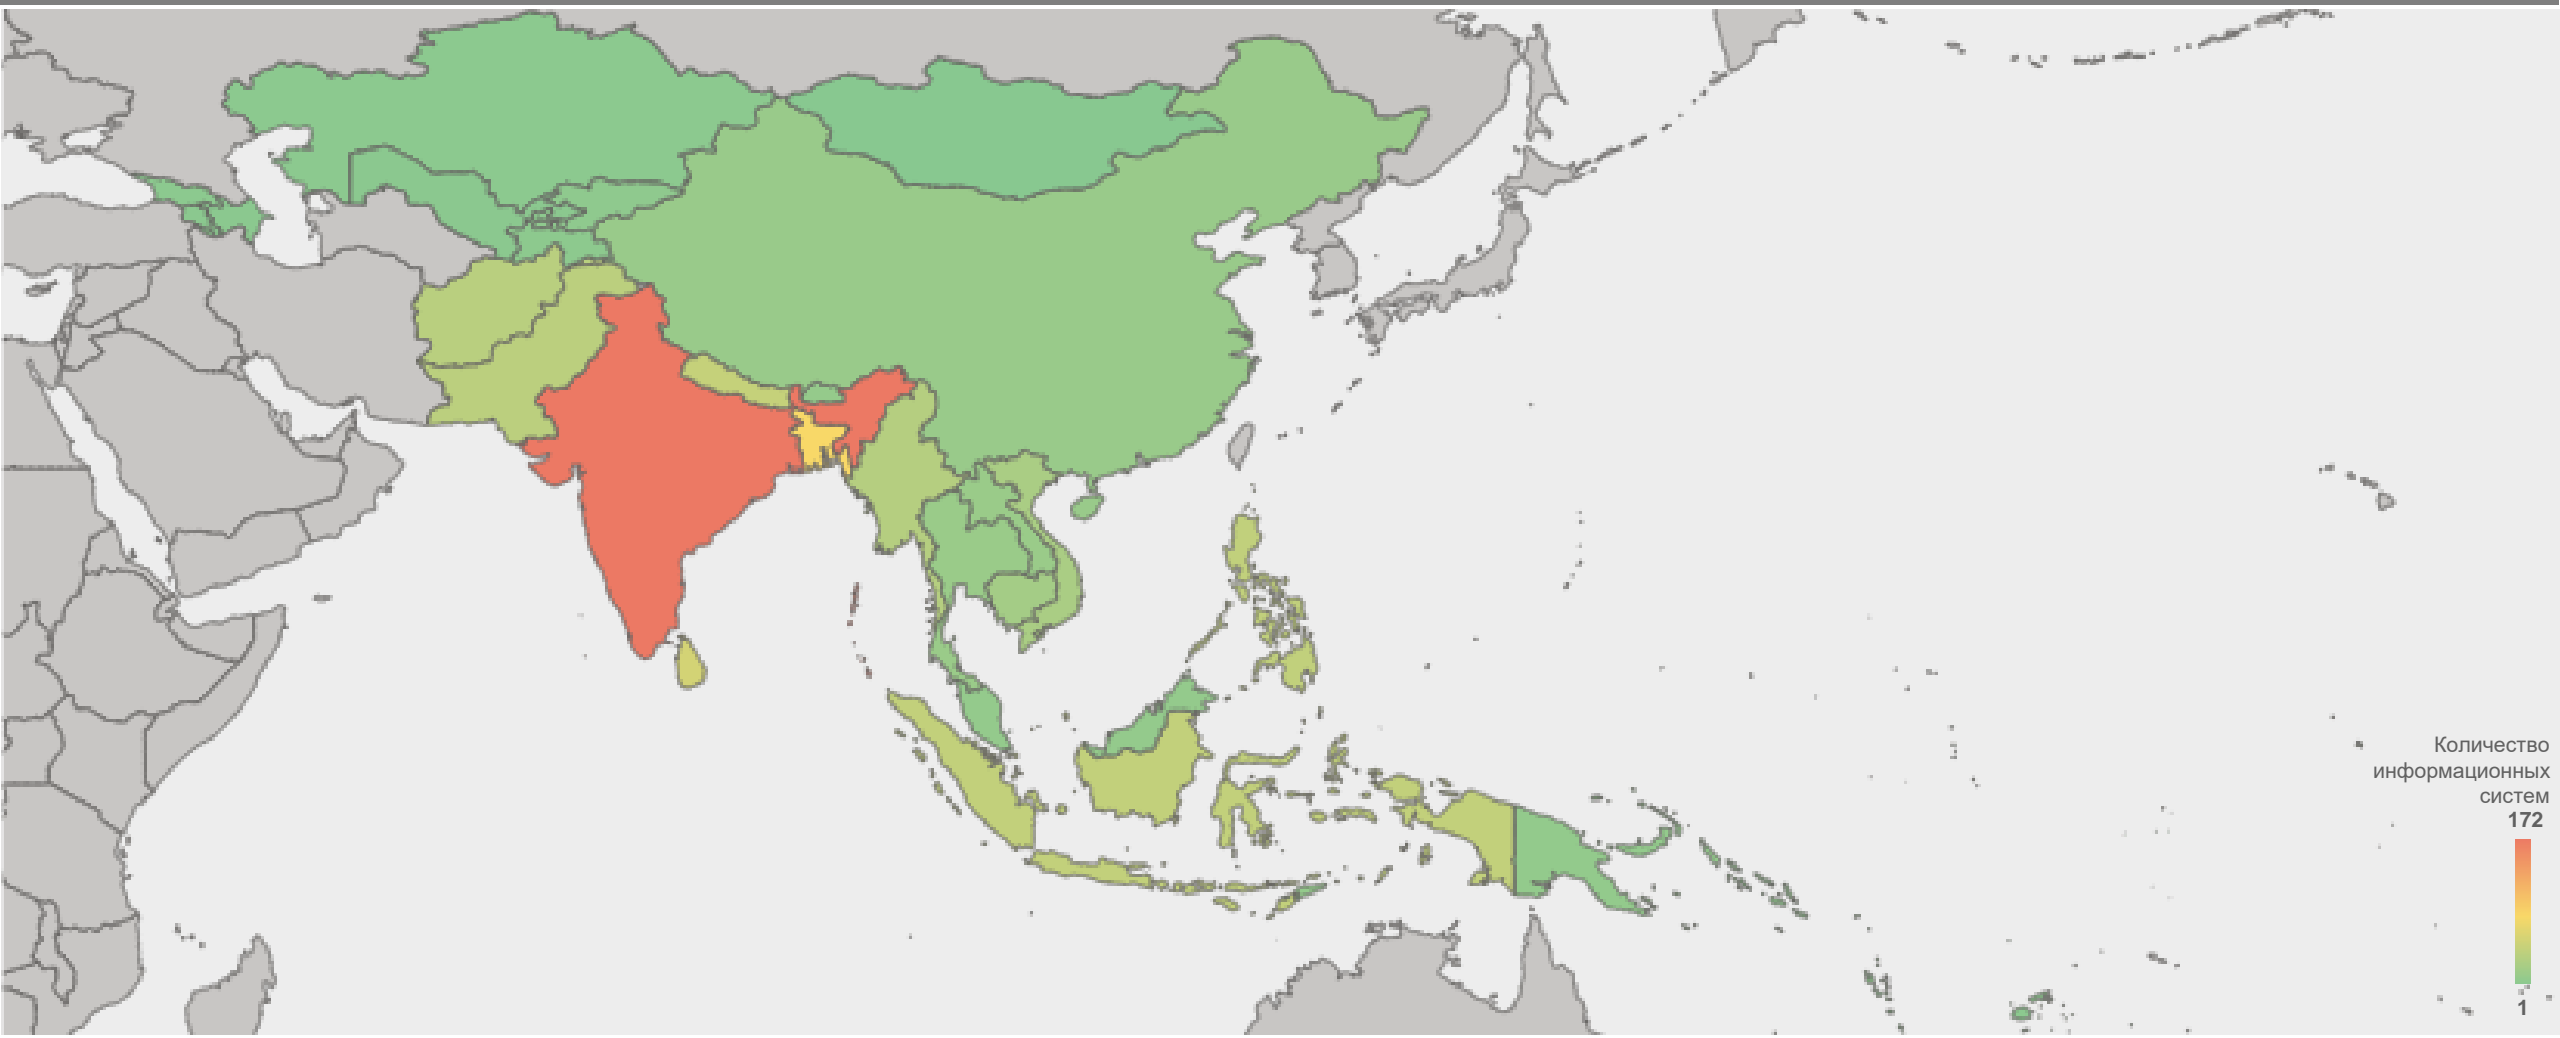 Количество
информационных
систем
172
1